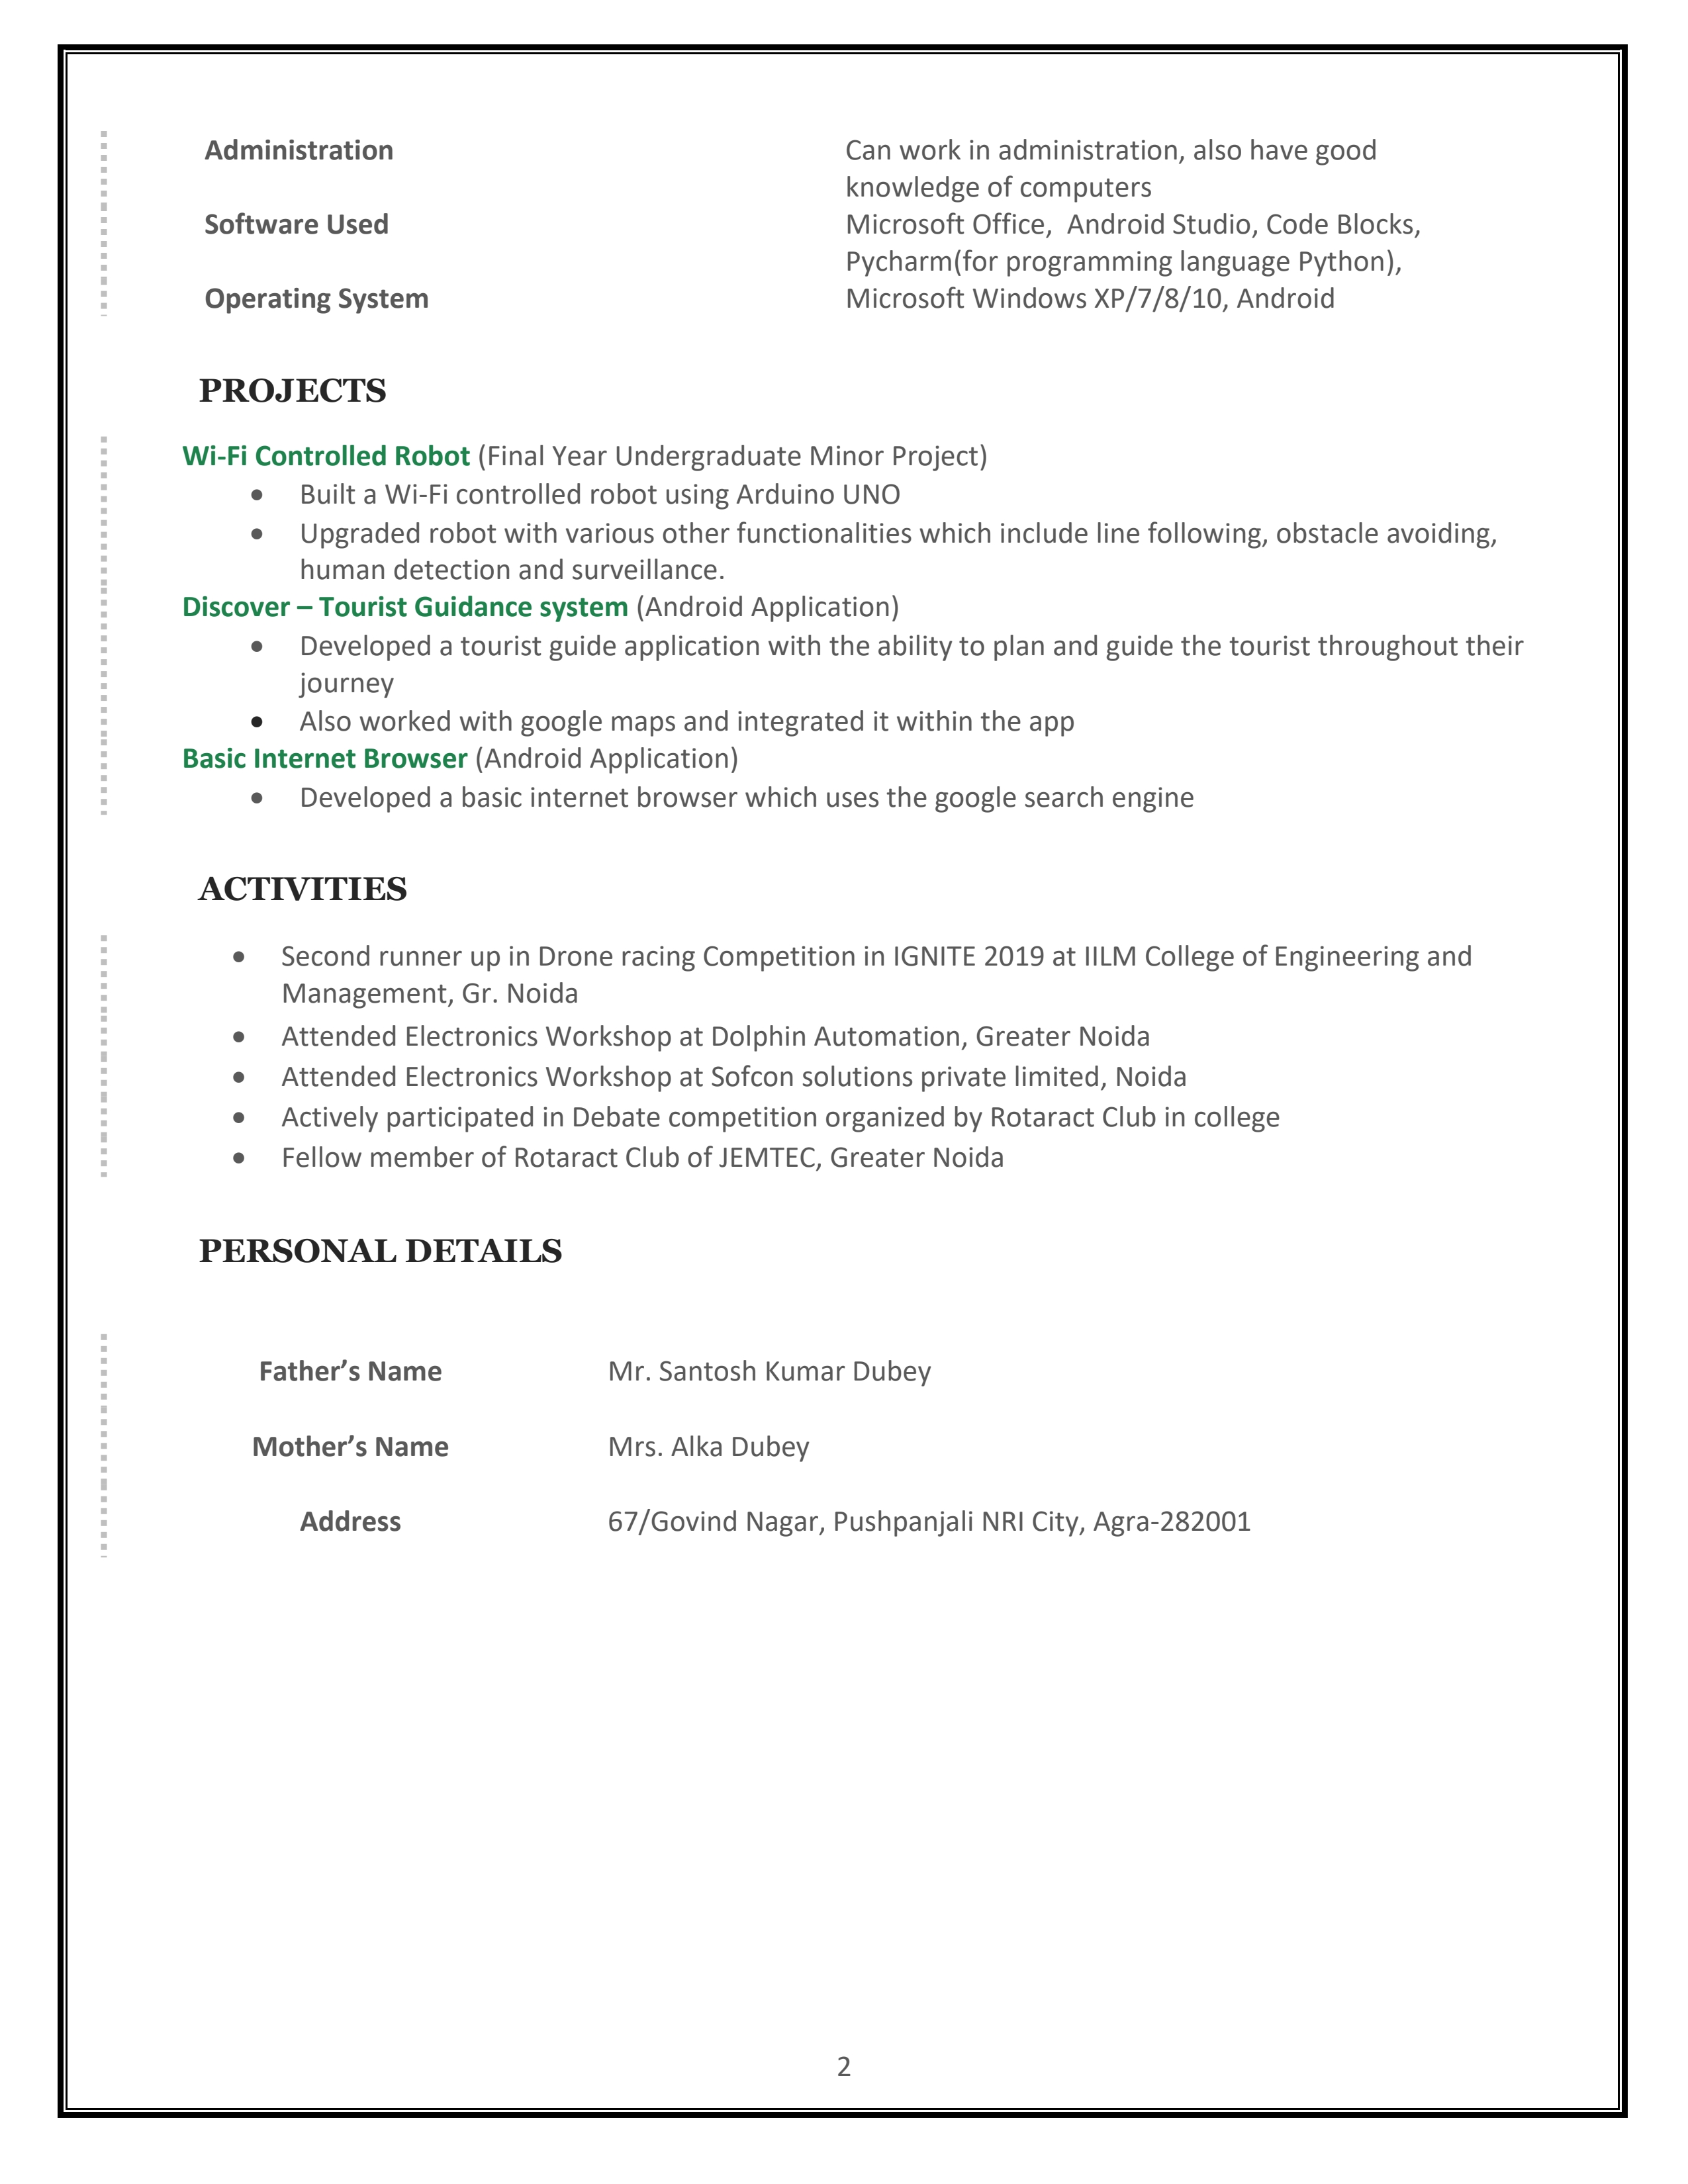 Administration Can work in administration, also have good
knowledge of computers
Software Used Microsoft Office,  Android Studio, Code Blocks,
Pycharm(for programming language Python),
Operating System Microsoft Windows XP/7/8/10, Android
PROJECTS
Wi-Fi Controlled Robot (Final Year Undergraduate Minor Project)
• Built a Wi-Fi controlled robot using Arduino UNO
• Upgraded robot with various other functionalities which include line following, obstacle avoiding,
human detection and surveillance.
Discover – Tourist Guidance system (Android Application)
• Developed a tourist guide application with the ability to plan and guide the tourist throughout their
journey
• Also worked with google maps and integrated it within the app
Basic Internet Browser (Android Application)
• Developed a basic internet browser which uses the google search engine
ACTIVITIES
• Second runner up in Drone racing Competition in IGNITE 2019 at IILM College of Engineering and
Management, Gr. Noida
• Attended Electronics Workshop at Dolphin Automation, Greater Noida
• Attended Electronics Workshop at Sofcon solutions private limited, Noida
• Actively participated in Debate competition organized by Rotaract Club in college
• Fellow member of Rotaract Club of JEMTEC, Greater Noida
PERSONAL DETAILS
Father’s Name Mr. Santosh Kumar Dubey
Mother’s Name Mrs. Alka Dubey
Address 67/Govind Nagar, Pushpanjali NRI City, Agra-282001
2